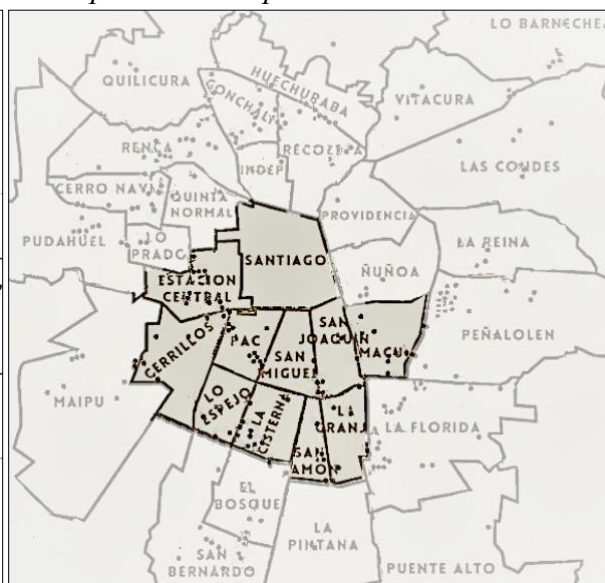 LO BARNECHEA
QUILICURA
HUECHURABA
CONCHALI
VITACURA
RENCA
RECOLETA
INDEP
LAS CONDES
CERRO NAVIA
QUINTA
NORMAL
PROVIDENCIA
PUDAHUEL
LO
PRADO
LA REINA
SANTIAGO
ÑUÑOA
ESTACION
CENTRAL
PEÑALOLEN
CERRILLOS
PAC
SAN
JOAQUIN
MACUL
SAN
MIGUEL
MAIPU
LO
ESPEJO
LA
CISTERNA
LA
GRANJA
LA FLORIDA
SAN
RAMON
EL
BOSQUE
LA
PINTANA
SAN
BERNARDO
PUENTE ALTO